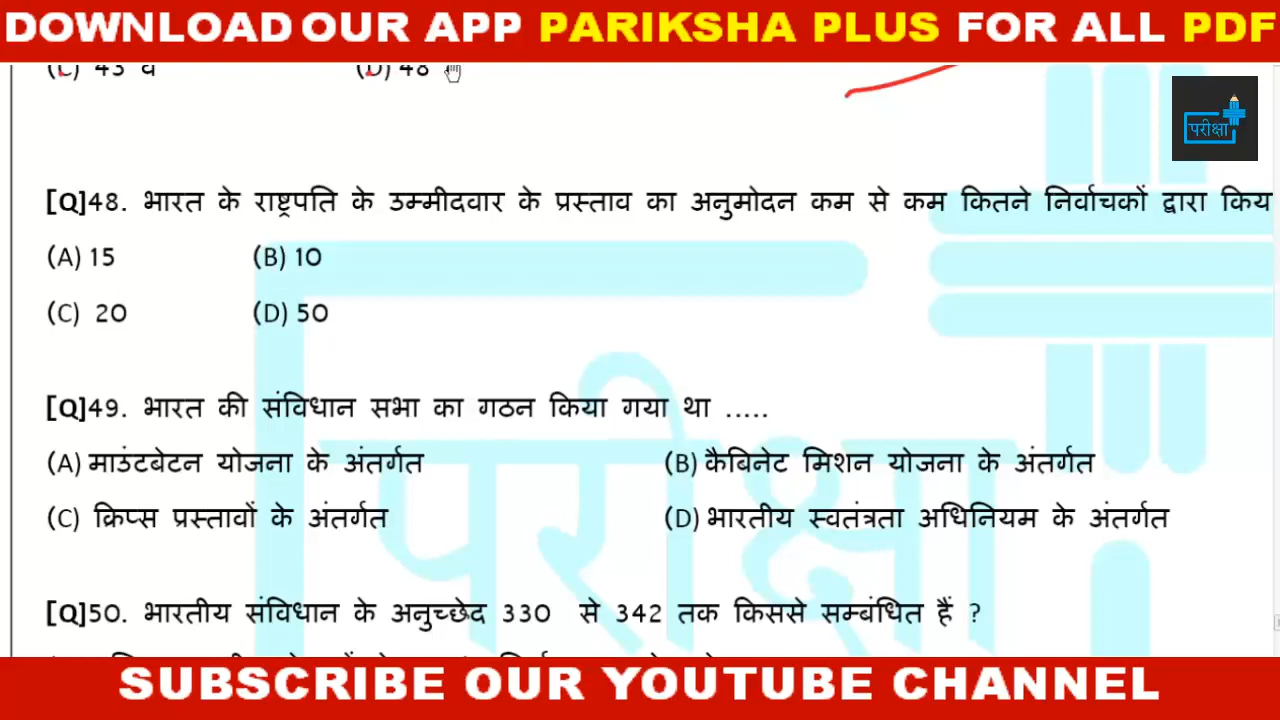 DOWNLOAD OUR APP PARIKSHA PLUS FOR ALL PDF
(C) 43 व (D) 48
परीक्षा
[Q]48. भारत के राष्ट्रपति के उम्मीदवार के प्रस्ताव का अनुमोदन कम से कम कितने निर्वाचकों द्वारा किय
(A) 15 (B) 10
(C) 20 (D) 50
[Q]49. भारत की संविधान सभा का गठन किया गया था .....
(A) माउंटबेटन योजना के अंतर्गत (B) कैबिनेट मिशन योजना के अंतर्गत
(C) क्रिप्स प्रस्तावों के अंतर्गत (D) भारतीय स्वतंत्रता अधिनियम के अंतर्गत
परीक्षा
[Q]50. भारतीय संविधान के अनुच्छेद 330 से 342 तक किससे सम्बंधित हैं ?
SUBSCRIBE OUR YOUTUBE CHANNEL